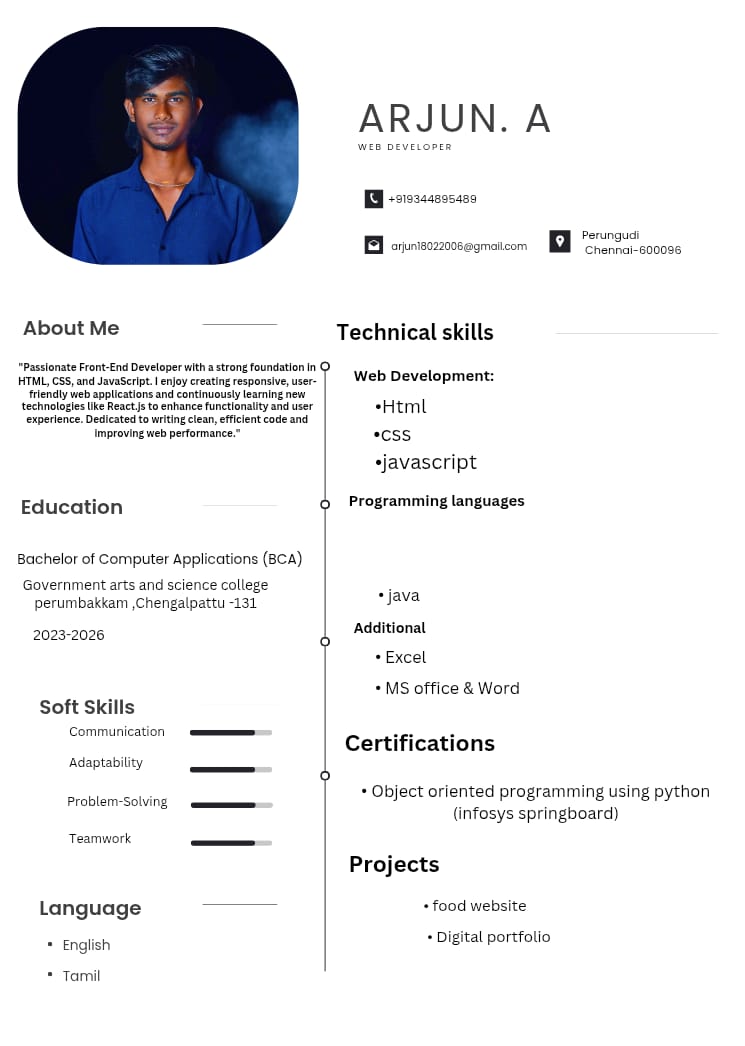 ARJUN. A
WEB DEVELOPER
+919344895489
arjun18022006@gmail.com
Perungudi
Chennai-600096
About Me
"Passionate Front-End Developer with a strong foundation in
HTML, CSS, and JavaScript. I enjoy creating responsive, user-
friendly web applications and continuously learning new
technologies like React.js to enhance functionality and user
experience. Dedicated to writing clean, efficient code and
improving web performance."
Education
Bachelor of Computer Applications (BCA)
Government arts and science college
perumbakkam ,Chengalpattu -131
2023-2026
Soft Skills
Communication
Adaptability
Problem-Solving
Teamwork
Language
• English
• Tamil
Technical skills
Web Development:
•Html
•css
•javascript
Programming languages
• java
Additional
• Excel
• MS office & Word
Certifications
• Object oriented programming using python
(infosys springboard)
Projects
• food website
• Digital portfolio